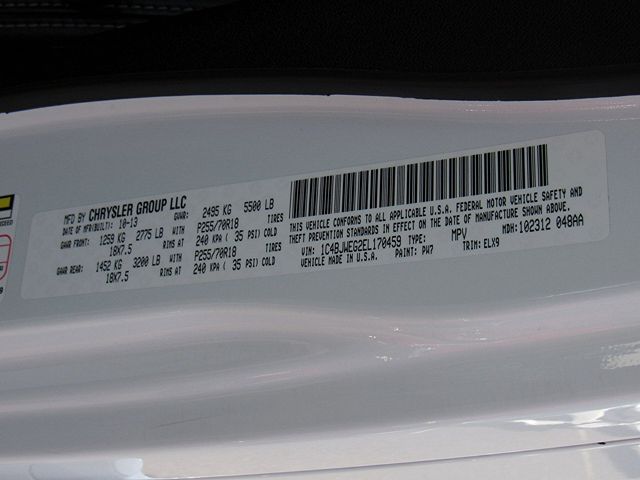 MFD BY CHRYSLER GROUP LLC
DATE OF MFR(BUILT): 10-13 GVWR: 2495 KG 5500 LB
GAWR FRONT: 1259 KG 2775 LB WITH P255/70R18 TIRES
18X7.5 RIMS AT 240 KPA ( 35 PSI) COLD
GAWR REAR: 1452 KG 3200 LB WITH P255/70R18 TIRES
18X7.5 RIMS AT 240 KPA ( 35 PSI) COLD
THIS VEHICLE CONFORMS TO ALL APPLICABLE U.S.A. FEDERAL MOTOR VEHICLE SAFETY AND
THEFT PREVENTION STANDARDS IN EFFECT ON THE DATE OF MANUFACTURE SHOWN ABOVE.
VIN: 1C4BJWEG2EL170459 TYPE: MPV MDH: 102312 048AA
VEHICLE MADE IN U.S.A. PAINT: PW7 TRIM: ELX9